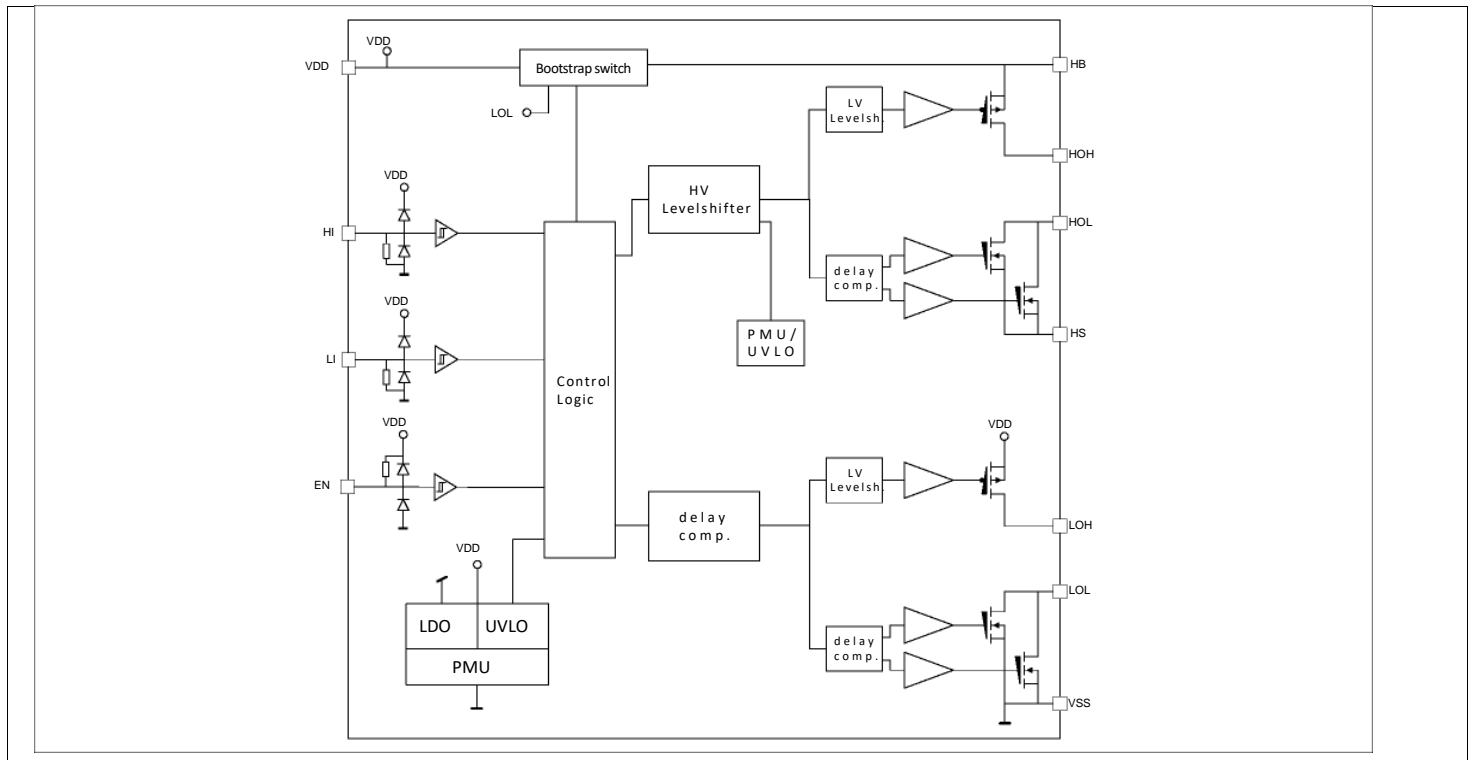 VDD
VDD
Bootstrap switch
HB
LOL
LV
Levelsh.
HOH
VDD
HV
Levelshifter
HI
HOL
delay
comp.
VDD
PMU/
UVLO
HS
LI
Control
Logic
VDD
VDD
LV
Levelsh.
EN
delay
comp.
LOH
VDD
LOL
LDO
UVLO
delay
comp.
PMU
VSS